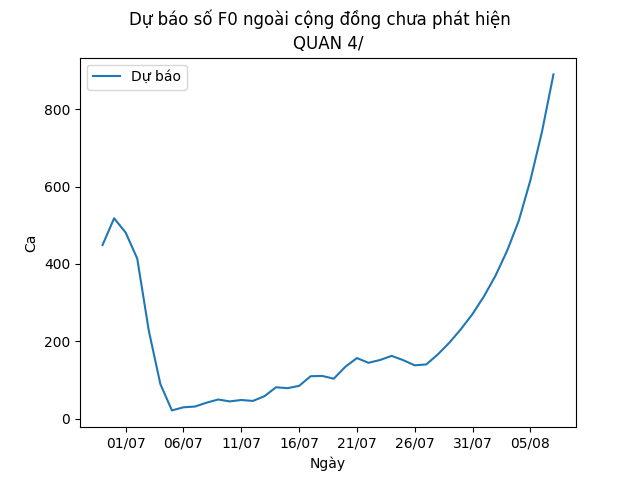 Dự báo số F0 ngoài cộng đồng chưa phát hiện
QUAN 4/
Dự báo
Ca
800
600
400
200
0
01/07 06/07 11/07 16/07 21/07 26/07 31/07 05/08
Ngày